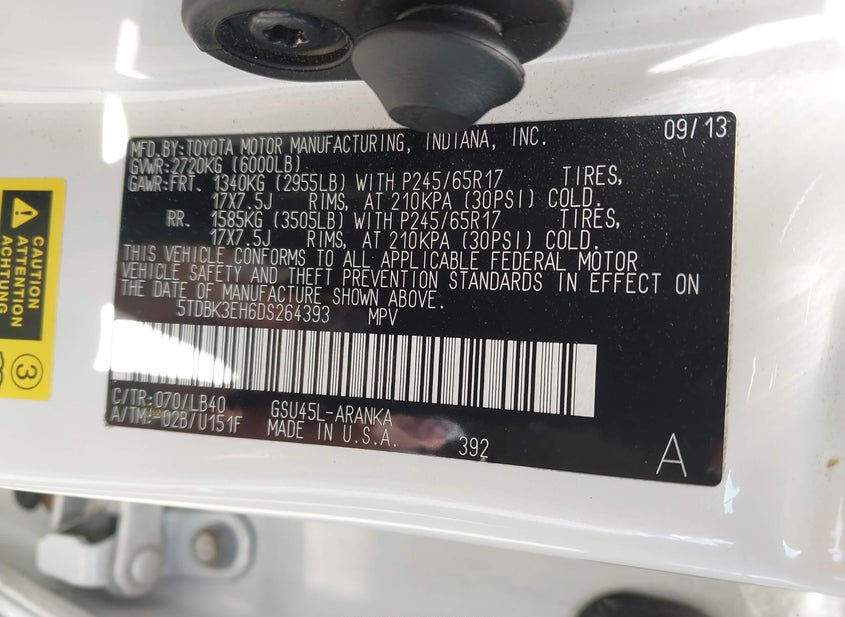 09/13
MFD. BY: TOYOTA MOTOR MANUFACTURING, INDIANA, INC.
GVWR: 2720KG (6000LB)
GAWR: FRT. 1340KG (2955LB) WITH P245/65R17 TIRES,
17X7.5J RIMS, AT 210KPA (30PSI) COLD.
RR. 1585KG (3505LB) WITH P245/65R17 TIRES,
17X7.5J RIMS, AT 210KPA (30PSI) COLD.
THIS VEHICLE CONFORMS TO ALL APPLICABLE FEDERAL MOTOR
VEHICLE SAFETY AND THEFT PREVENTION STANDARDS IN EFFECT ON
THE DATE OF MANUFACTURE SHOWN ABOVE.
5TDBK3EH6DS264393 MPV
C/TR: 070/LB40 GSU45L-ARANKA
A/TM: -02B/U151F MADE IN U.S.A. 392
A
CAUTION
ATTENTION
ACHTUNG
3